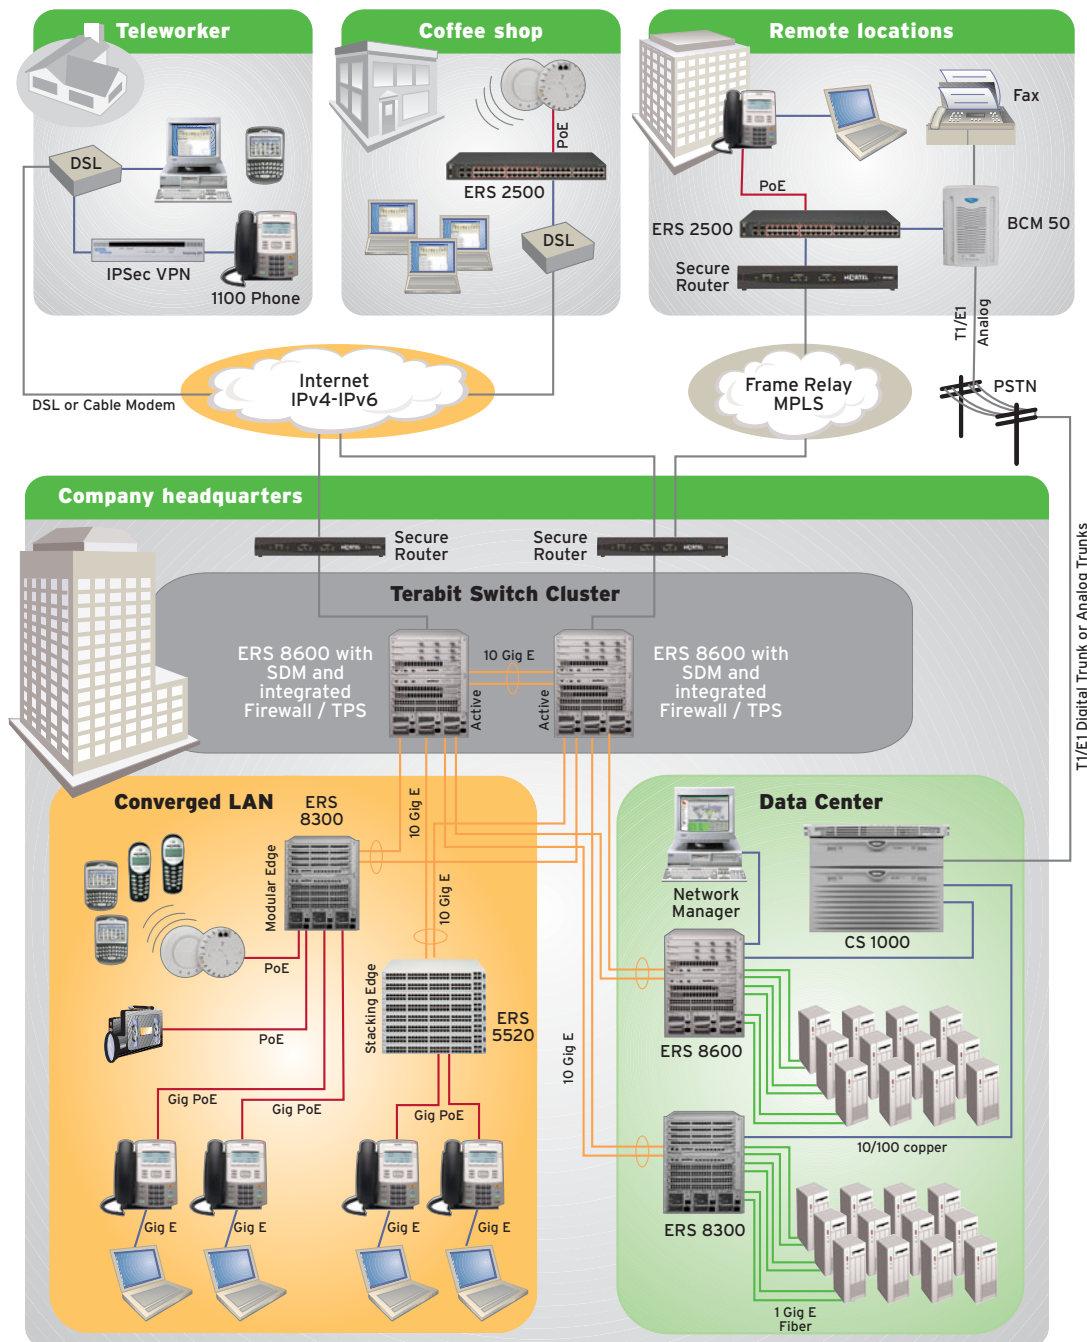 Teleworker
DSL
IPSec VPN
1100 Phone
Coffee shop
PoE
ERS 2500
DSL
Remote locations
Fax
PoE
ERS 2500
BCM 50
Secure
Router
NORTEL
T1/E1
Analog
Internet
IPv4-IPv6
DSL or Cable Modem
Frame Relay
MPLS
PSTN
T1/E1 Digital Trunk or Analog Trunks
Company headquarters
Secure
Router
Secure
Router
Terabit Switch Cluster
ERS 8600 with
SDM and
integrated
Firewall / TPS
10 Gig E
Active
Active
ERS 8600 with
SDM and
integrated
Firewall / TPS
Converged LAN
ERS
8300
Modular Edge
10 Gig E
10 Gig E
PoE
PoE
Stacking Edge
ERS
5520
Gig PoE
Gig PoE
Gig PoE
Gig E
Gig E
Gig E
Gig E
10 Gig E
Data Center
Network
Manager
CS 1000
ERS 8600
10/100 copper
ERS 8300
1 Gig E
Fiber